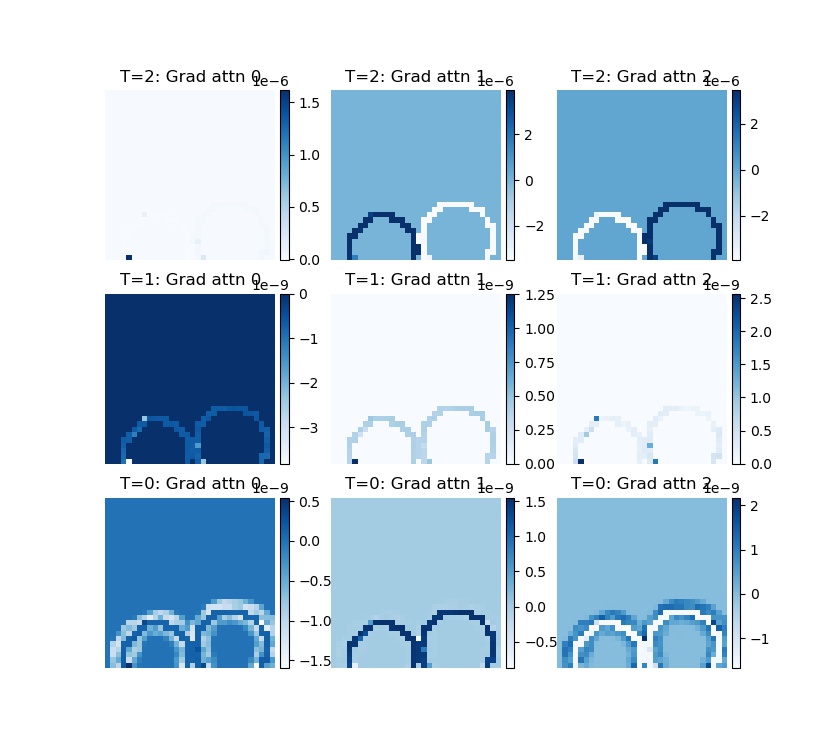 T=2: Grad attn 0
1e−6
T=2: Grad attn 1
1e−6
T=2: Grad attn 2
1e−6
1.5
1.0
0.5
0.0
2
0
−2
2
0
−2
T=1: Grad attn 0
1e−9
T=1: Grad attn 1
1e−9
T=1: Grad attn 2
1e−9
0
−1
−2
−3
1.25
1.00
0.75
0.50
0.25
0.00
2.5
2.0
1.5
1.0
0.5
0.0
T=0: Grad attn 0
1e−9
T=0: Grad attn 1
1e−9
T=0: Grad attn 2
1e−9
0.5
0.0
−0.5
−1.0
−1.5
1.5
1.0
0.5
0.0
−0.5
2
1
0
−1